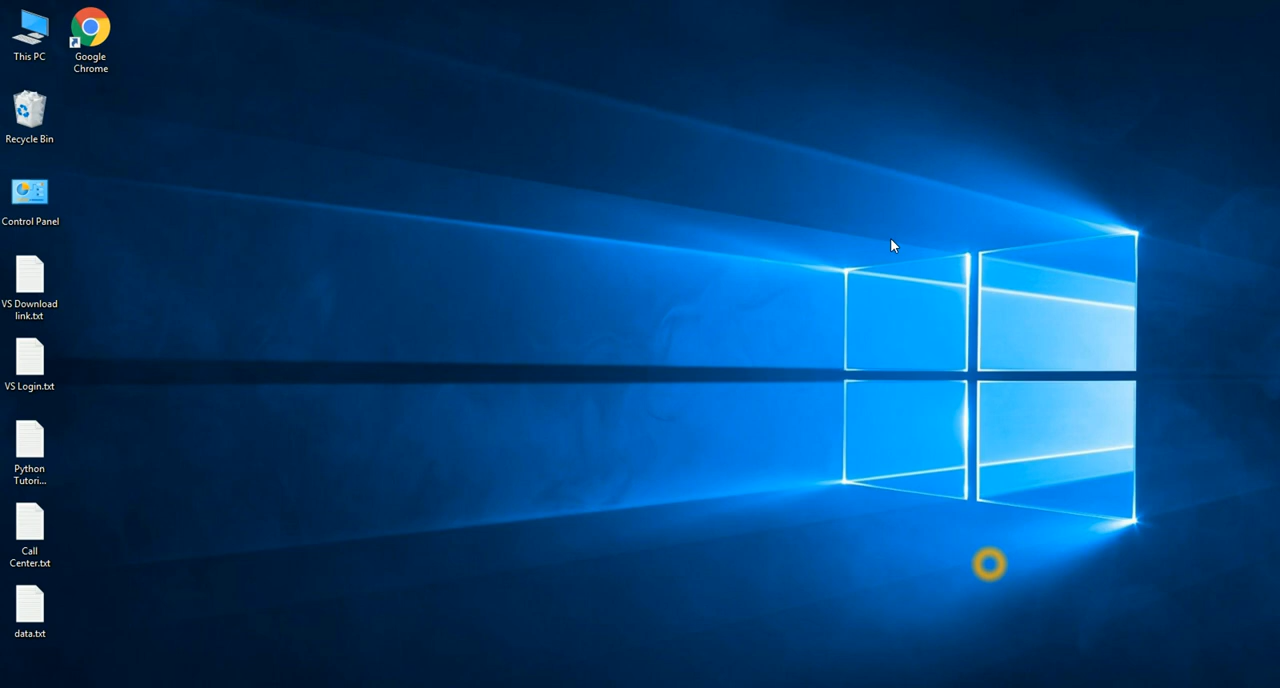 This PC
Google
Chrome
Recycle Bin
Control Panel
VS Download
link.txt
VS Login.txt
Python
Tutori...
Call
Center.txt
data.txt